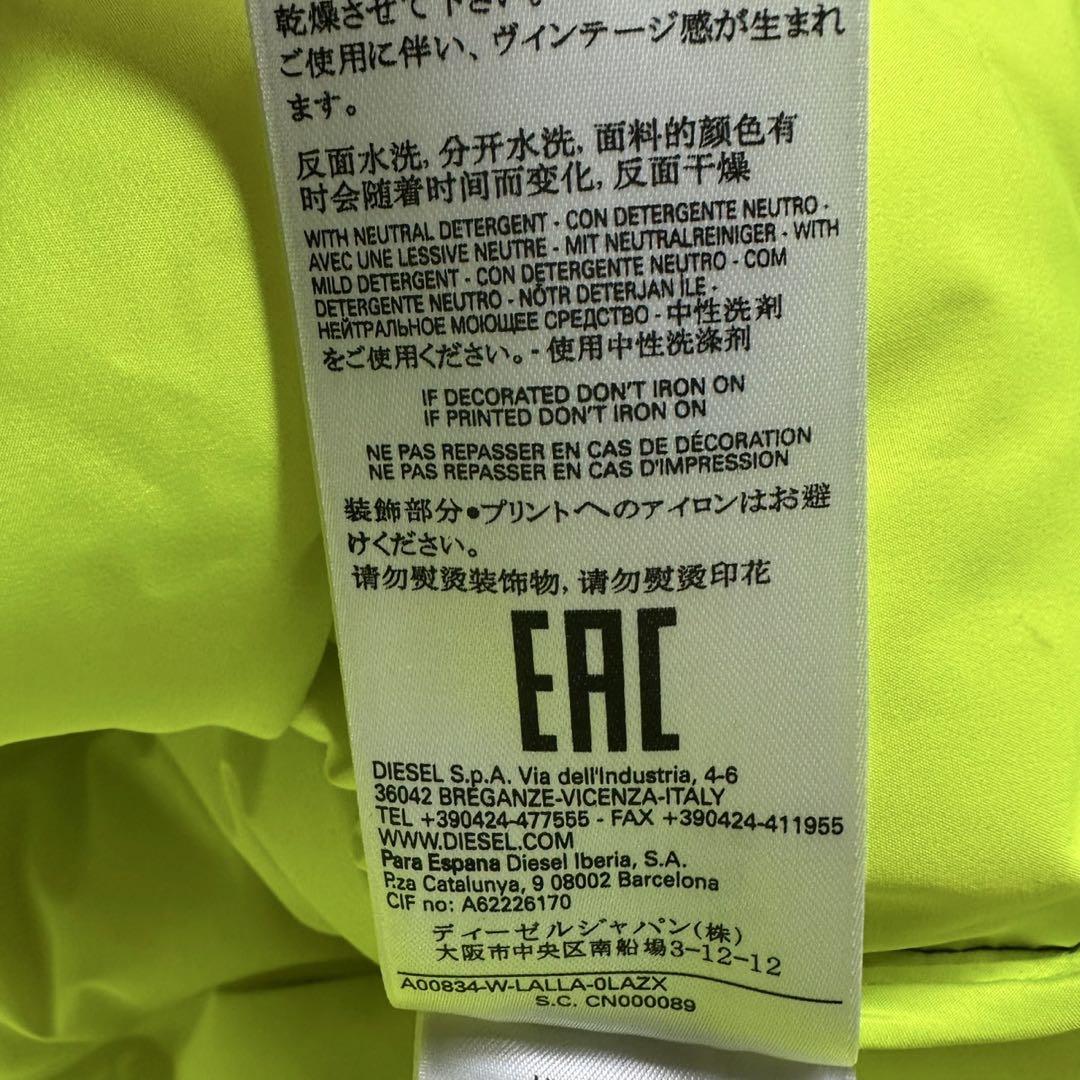 乾燥させて下さい。
ご使用に伴い、ヴィンテージ感が生まれ
ます。
反面水洗, 分开水洗, 面料的颜色有
时会随着时间而变化, 反面干燥
WITH NEUTRAL DETERGENT - CON DETERGENTE NEUTRO -
AVEC UNE LESSIVE NEUTRE - MIT NEUTRALREINIGER - WITH
MILD DETERGENT - CON DETERGENTE NEUTRO - COM
DETERGENTE NEUTRO - NÖTR DETERJAN İLE -
НЕЙТРАЛЬНОЕ МОЮЩЕЕ СРЕДСТВО - 中性洗剤
をご使用ください。- 使用中性洗涤剂
IF DECORATED DON'T IRON ON
IF PRINTED DON'T IRON ON
NE PAS REPASSER EN CAS DE DÉCORATION
NE PAS REPASSER EN CAS D'IMPRESSION
装飾部分●プリントへのアイロンはお避
けください。
请勿熨烫装饰物, 请勿熨烫印花
EAC
DIESEL S.p.A. Via dell'Industria, 4-6
36042 BREGANZE-VICENZA-ITALY
TEL +390424-477555 - FAX +390424-411955
WWW.DIESEL.COM
Para Espana Diesel Iberia, S.A.
P.za Catalunya, 9 08002 Barcelona
CIF no: A62226170
ディーゼルジャパン(株)
大阪市中央区南船場3-12-12
A00834-W-LALLA-0LAZX
S.C. CN000089